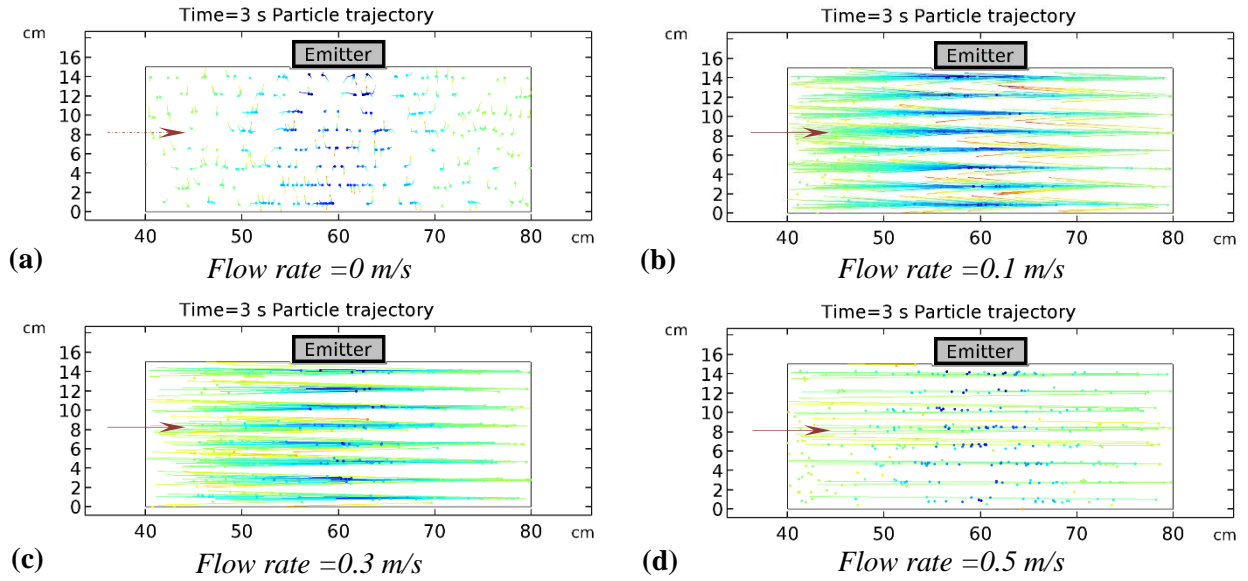 Time=3 s Particle trajectory
cm
16
14
12
10
8
6
4
2
0
Emitter
40 50 60 70 80 cm
(a)
Flow rate =0 m/s
Time=3 s Particle trajectory
cm
16
14
12
10
8
6
4
2
0
Emitter
40 50 60 70 80 cm
(b)
Flow rate =0.1 m/s
Time=3 s Particle trajectory
cm
16
14
12
10
8
6
4
2
0
Emitter
40 50 60 70 80 cm
(c)
Flow rate =0.3 m/s
Time=3 s Particle trajectory
cm
16
14
12
10
8
6
4
2
0
Emitter
40 50 60 70 80 cm
(d)
Flow rate =0.5 m/s